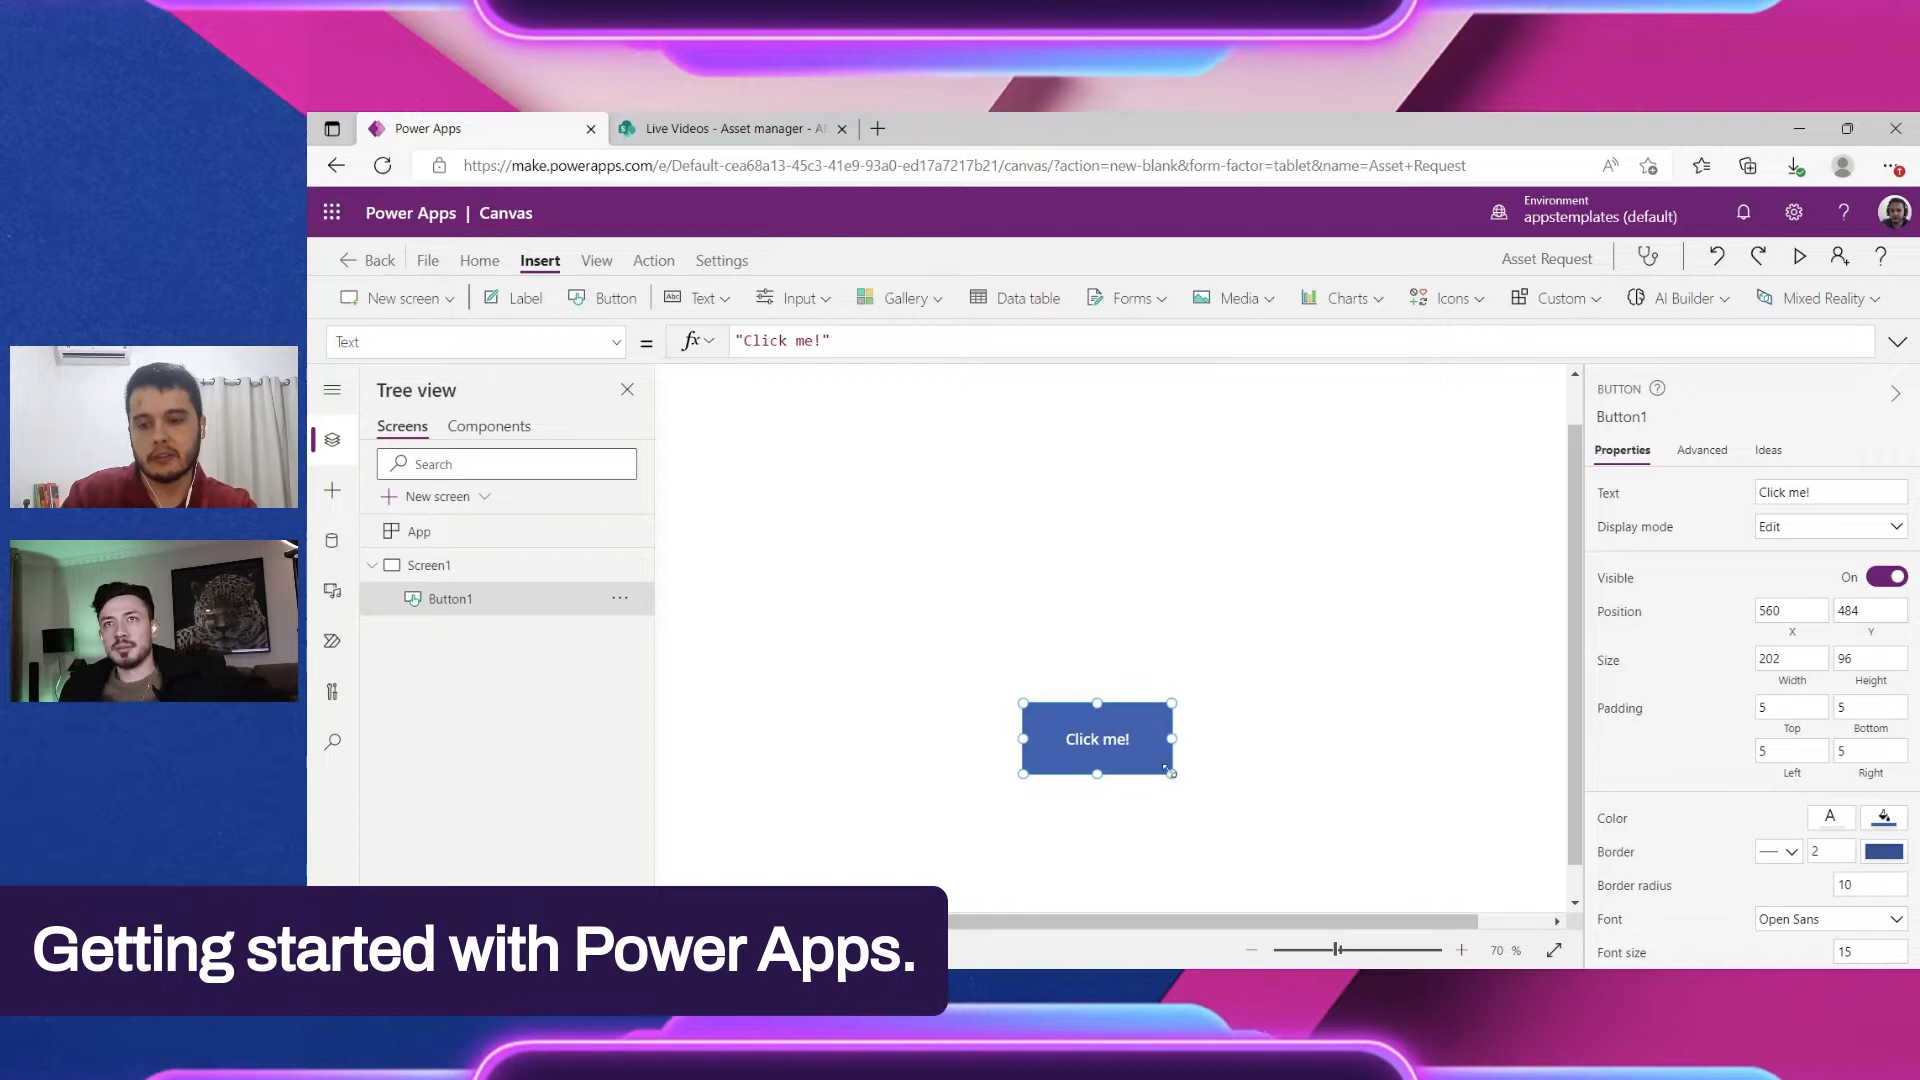 Power Apps
Live Videos - Asset manager - Al
https://make.powerapps.com/e/Default-cea68a13-45c3-41e9-93a0-ed17a7217b21/canvas/?action=new-blank&form-factor=tablet&name=Asset+Request
Power Apps | Canvas
Environment
appstemplates (default)
Back File Home Insert View Action Settings
Asset Request
New screen Label Button Text Input Gallery Data table Forms Media Charts Icons Custom AI Builder Mixed Reality
Text = fx "Click me!"
Tree view
Screens Components
Search
New screen
App
Screen1
Button1
Click me!
BUTTON
Button1
Properties Advanced Ideas
Text Click me!
Display mode Edit
Visible On
Position 560 484
X Y
Size 202 96
Width Height
Padding 5 5
Top Bottom
5 5
Left Right
Color A
Border 2
Border radius 10
Font Open Sans
Font size 15
70 %
Getting started with Power Apps.